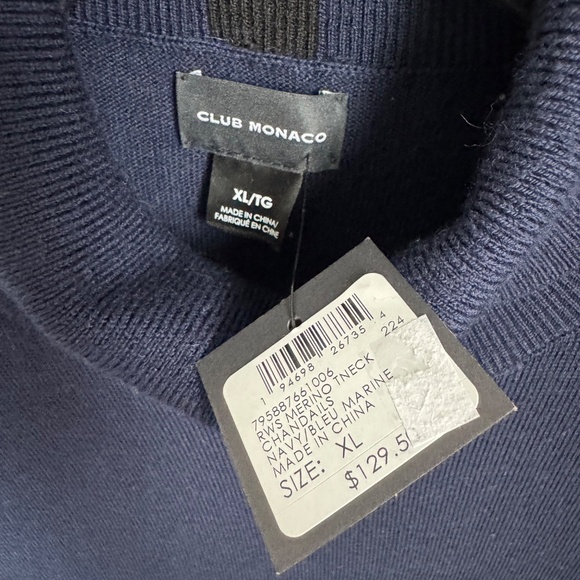 CLUB MONACO
XL/TG
MADE IN CHINA/
FABRIQUÉ EN CHINE
1 94698 26735 4
224
795887661006
RWS MERINO TNECK
CHANDAILS
NAVY/BLEU MARINE
MADE IN CHINA
SIZE: XL
$129.5